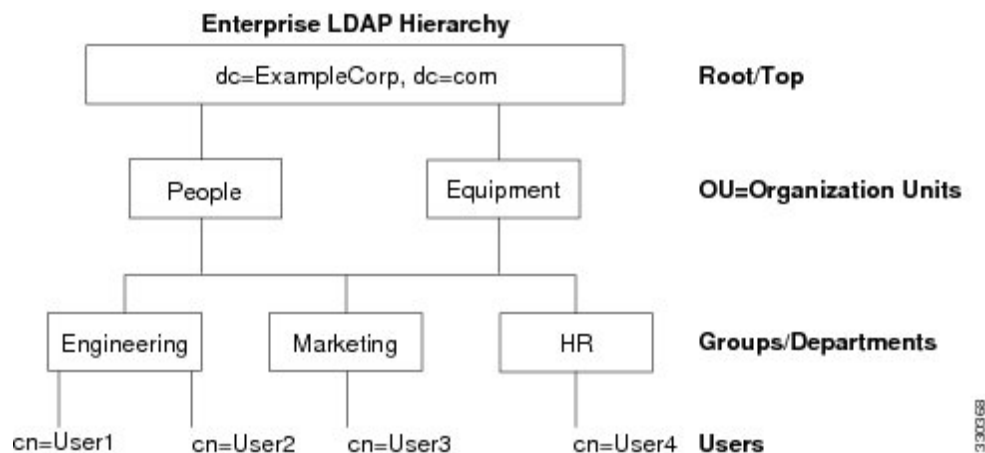 Enterprise LDAP Hierarchy
dc=ExampleCorp, dc=com
Root/Top
People
Equipment
OU=Organization Units
Engineering
Marketing
HR
Groups/Departments
cn=User1
cn=User2
cn=User3
cn=User4
Users
330368